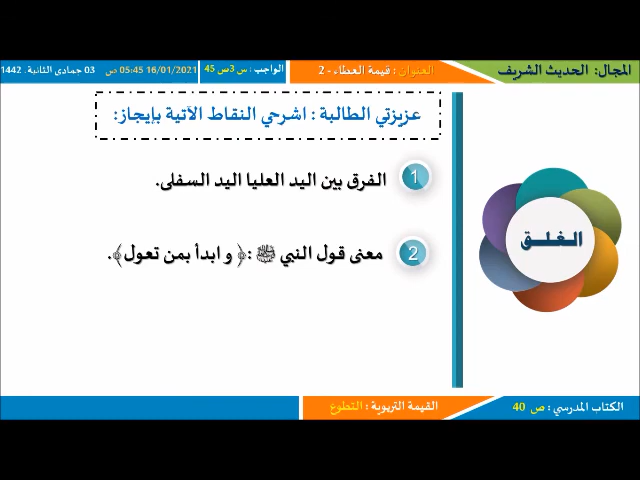 المجال: الحديث الشريف
العنوان : قيمة العطاء - 2
الواجب : س 3ص 45
16/01/2021 05:45 ص
03 جمادى الثانية، 1442
عزيزتي الطالبة : اشرحي النقاط الآتية بإيجاز:
1 الفرق بين اليد العليا اليد السفلى.
2 معنى قول النبي ﷺ :﴿ و ابدأ بمن تعول﴾.
الغلـق
الكتاب المدرسي : ص 40
القيمة التربوية : التطوع